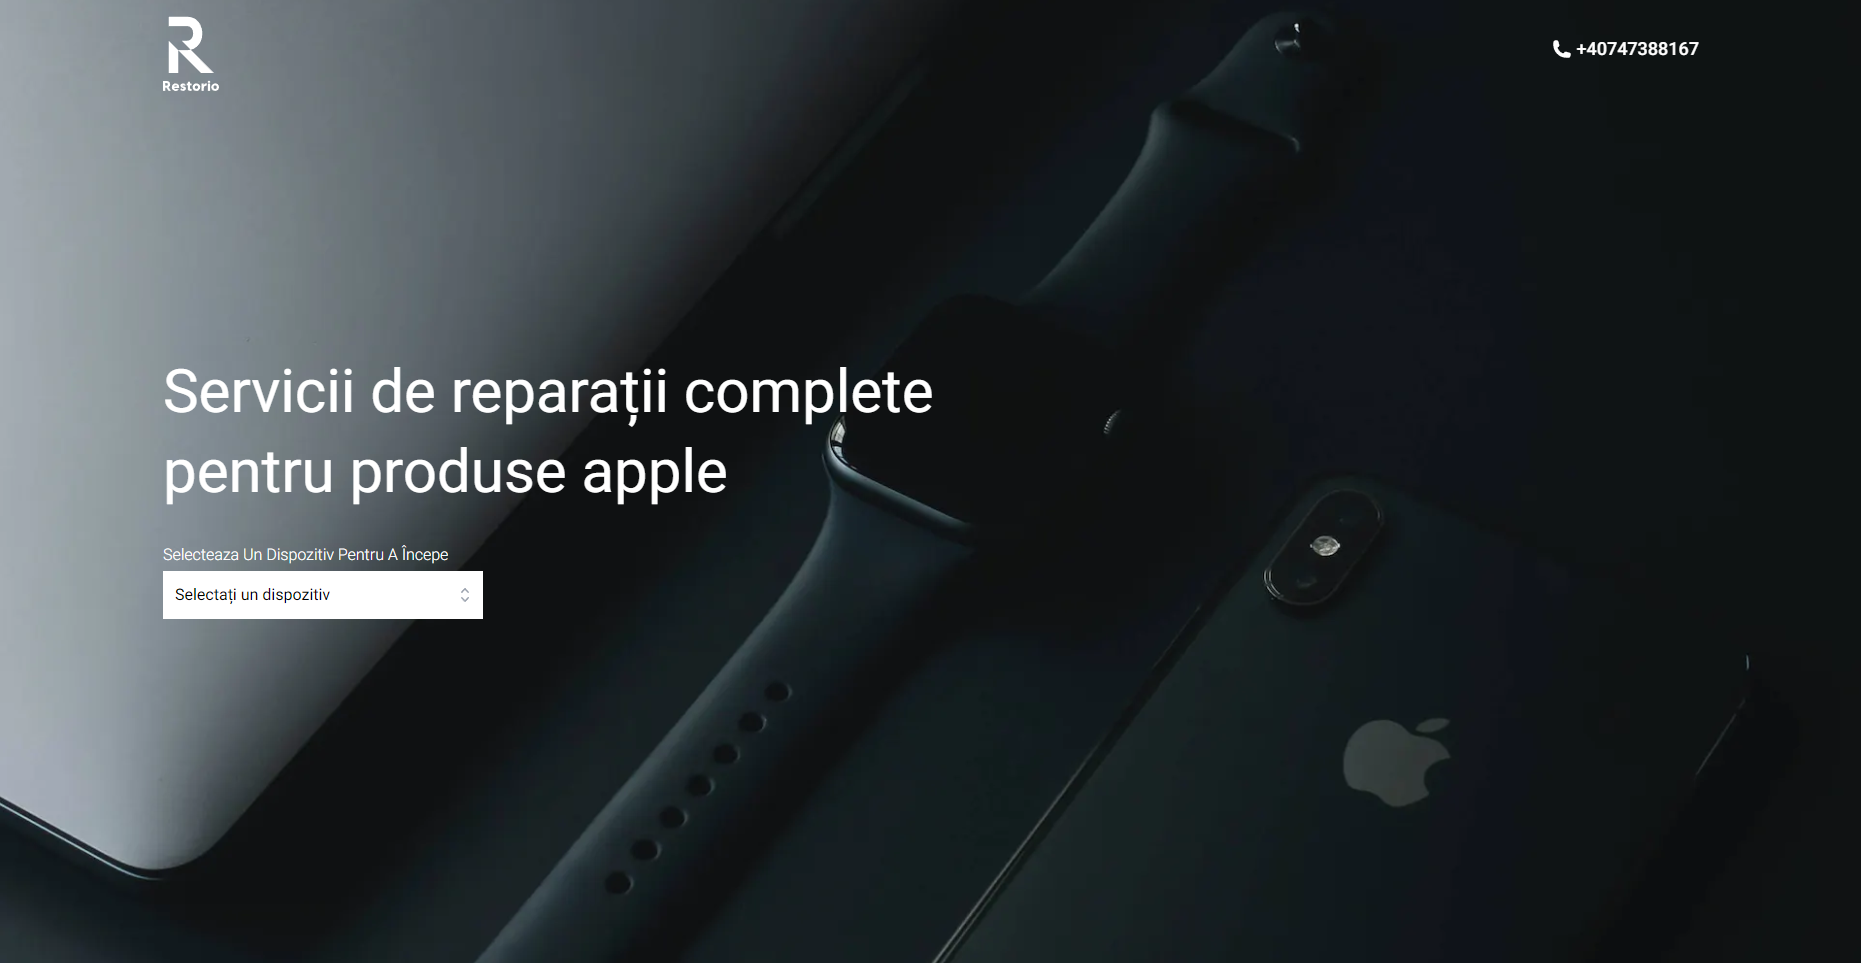 Restorio
+40747388167
Servicii de reparații complete
pentru produse apple
Selecteaza Un Dispozitiv Pentru A Începe
Selectați un dispozitiv